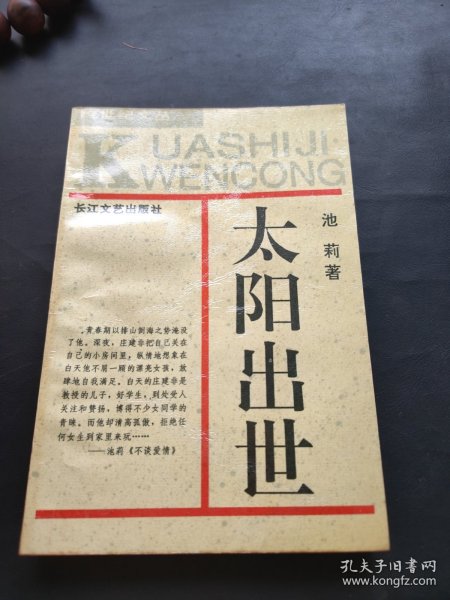 KUASHIJI
WENCONG
长江文艺出版社
池莉著
太阳出世
青春期以排山倒海之势淹没
了他。深夜，庄建非把自己关在
自己的小房间里，纵情地想象在
白天他不屑一顾的漂亮女孩，放
肆地自我满足。白天的庄建非是
教授的儿子，好学生，到处受人
关注和赞扬，博得不少女同学的
青睐。而他却清高孤傲，拒绝任
何女生到家里来玩……
——池莉《不谈爱情》
孔夫子旧书网
www.kongfz.com